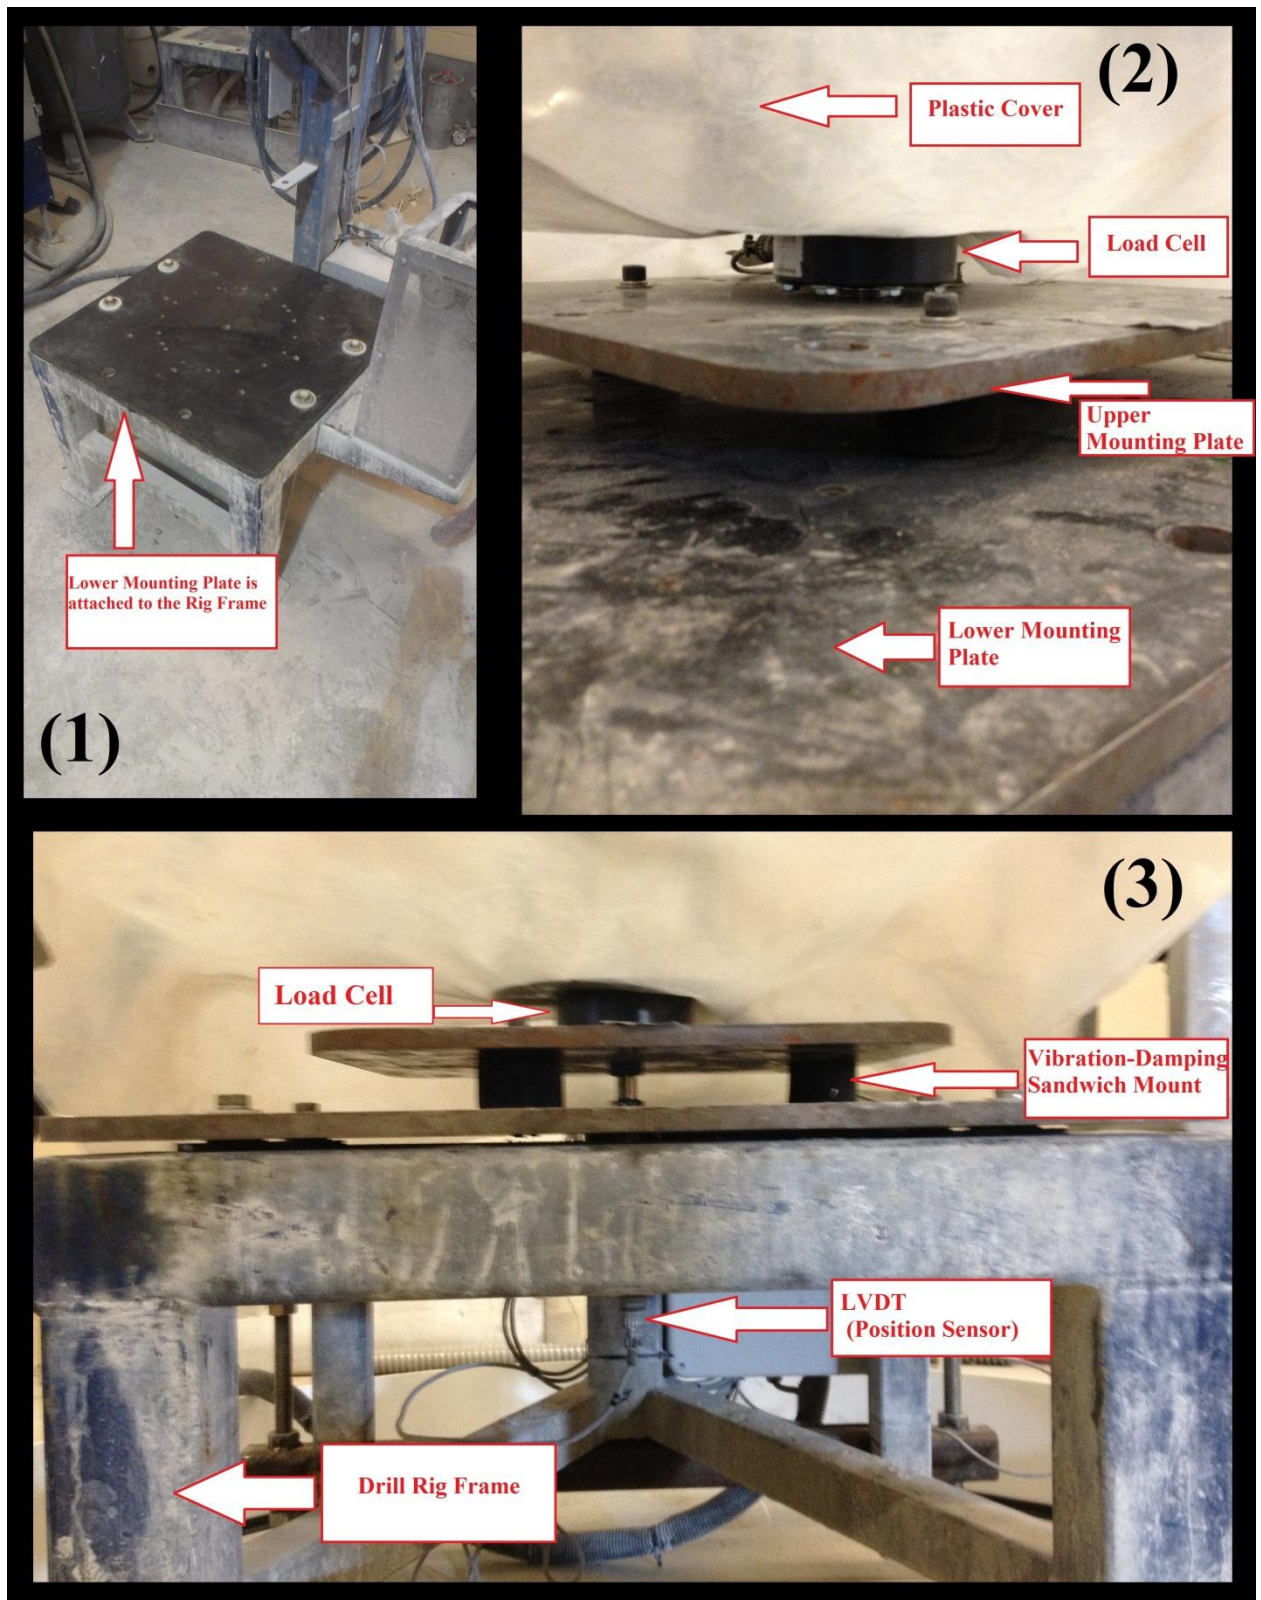 (1)
Lower Mounting Plate is
attached to the Rig Frame
(2)
Plastic Cover
Load Cell
Upper
Mounting Plate
Lower Mounting
Plate
(3)
Load Cell
Vibration-Damping
Sandwich Mount
LVDT
(Position Sensor)
Drill Rig Frame